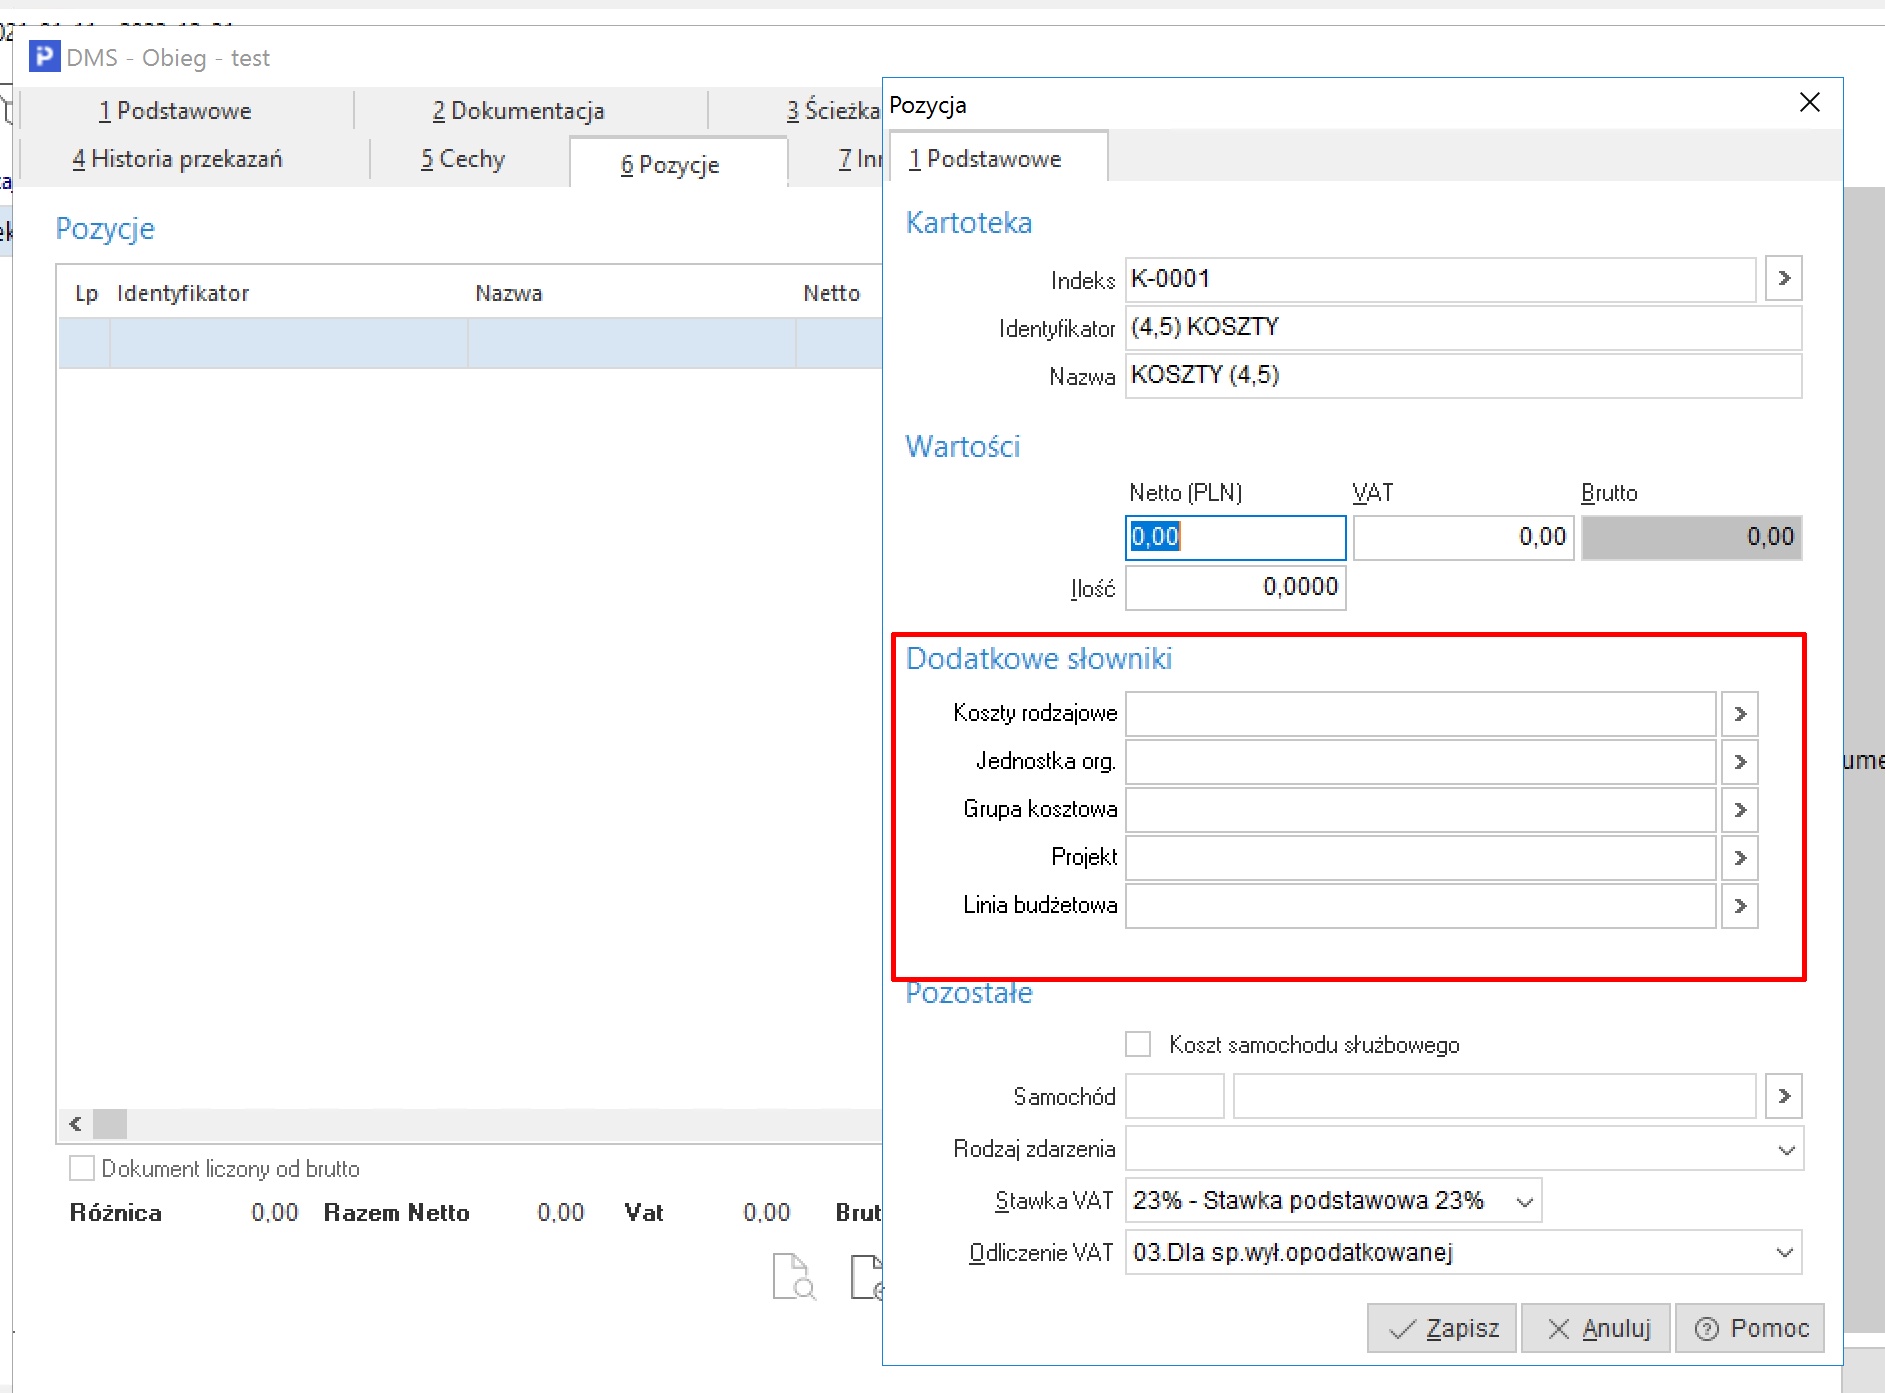 DMS - Obieg - test
1 Podstawowe
2 Dokumentacja
3 Ścieżka
4 Historia przekazań
5 Cechy
6 Pozycje
7 Inr
Pozycje
Lp Identyfikator Nazwa Netto
Dokument liczony od brutto
Różnica 0,00 Razem Netto 0,00 Vat 0,00 Brut
Pozycja
1 Podstawowe
Kartoteka
Indeks K-0001
Identyfikator (4,5) KOSZTY
Nazwa KOSZTY (4,5)
Wartości
Netto (PLN) VAT Brutto
0,00 0,00 0,00
Ilość 0,0000
Dodatkowe słowniki
Koszty rodzajowe
Jednostka org.
Grupa kosztowa
Projekt
Linia budżetowa
Pozostałe
Koszt samochodu służbowego
Samochód
Rodzaj zdarzenia
Stawka VAT 23% - Stawka podstawowa 23%
Odliczenie VAT 03.Dla sp.wył.opodatkowanej
Zapisz Anuluj Pomoc
ume